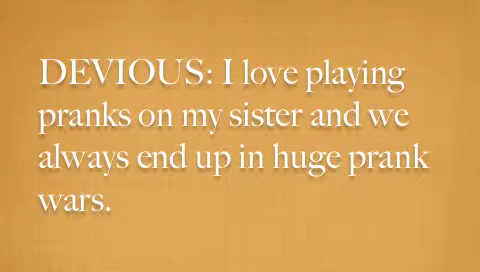 DEVIOUS: I love playing
pranks on my sister and we
always end up in huge prank
wars.